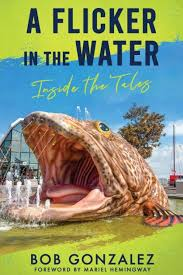 A FLICKER
IN THE WATER
Inside the Tales
BOB GONZALEZ
FOREWORD BY MARIEL HEMINGWAY